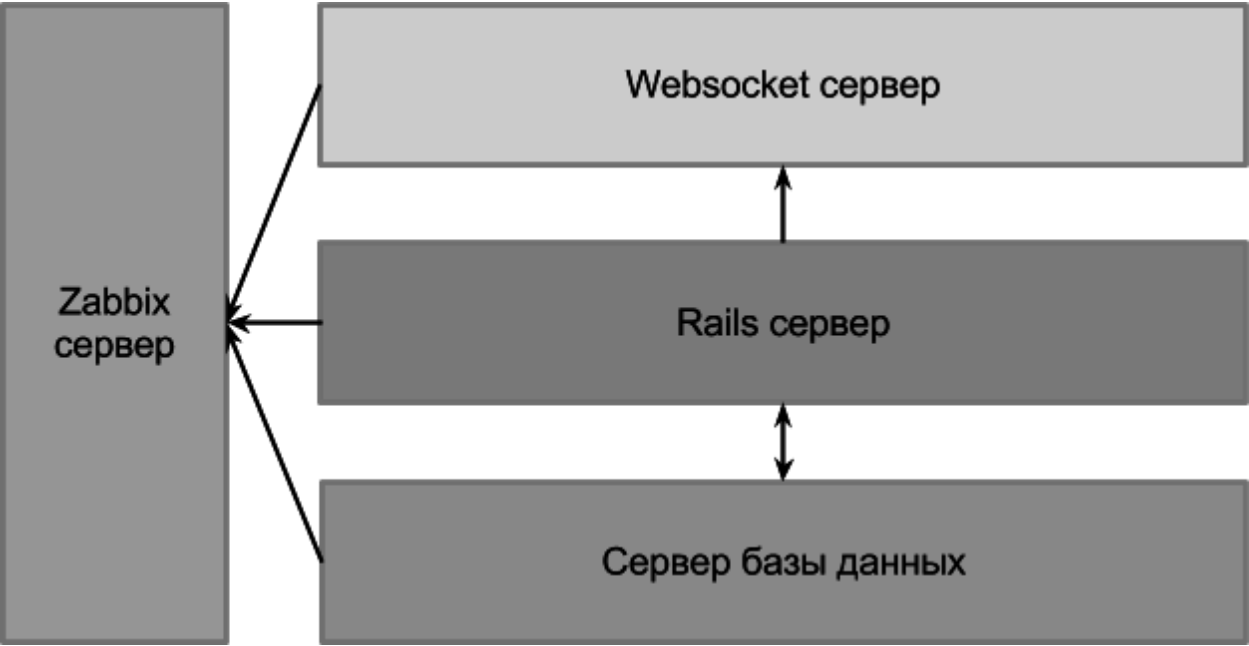 Websocket сервер
Zabbix
сервер
Rails сервер
Сервер базы данных